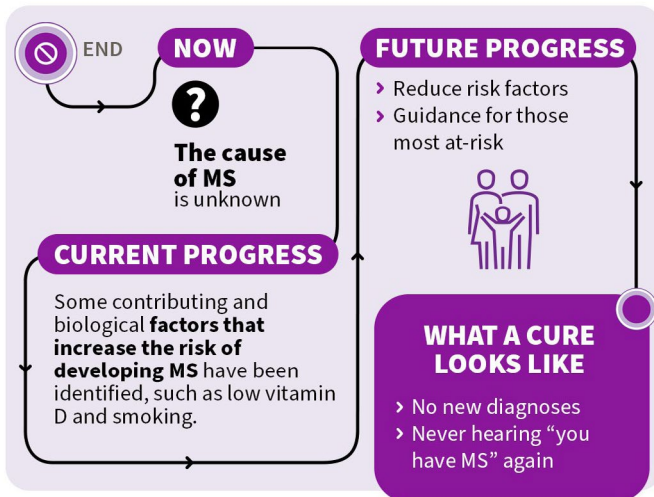 END
NOW
?
The cause
of MS
is unknown
CURRENT PROGRESS
Some contributing and
biological factors that
increase the risk of
developing MS have been
identified, such as low vitamin
D and smoking.
FUTURE PROGRESS
› Reduce risk factors
› Guidance for those
most at-risk
WHAT A CURE
LOOKS LIKE
› No new diagnoses
› Never hearing “you
have MS” again